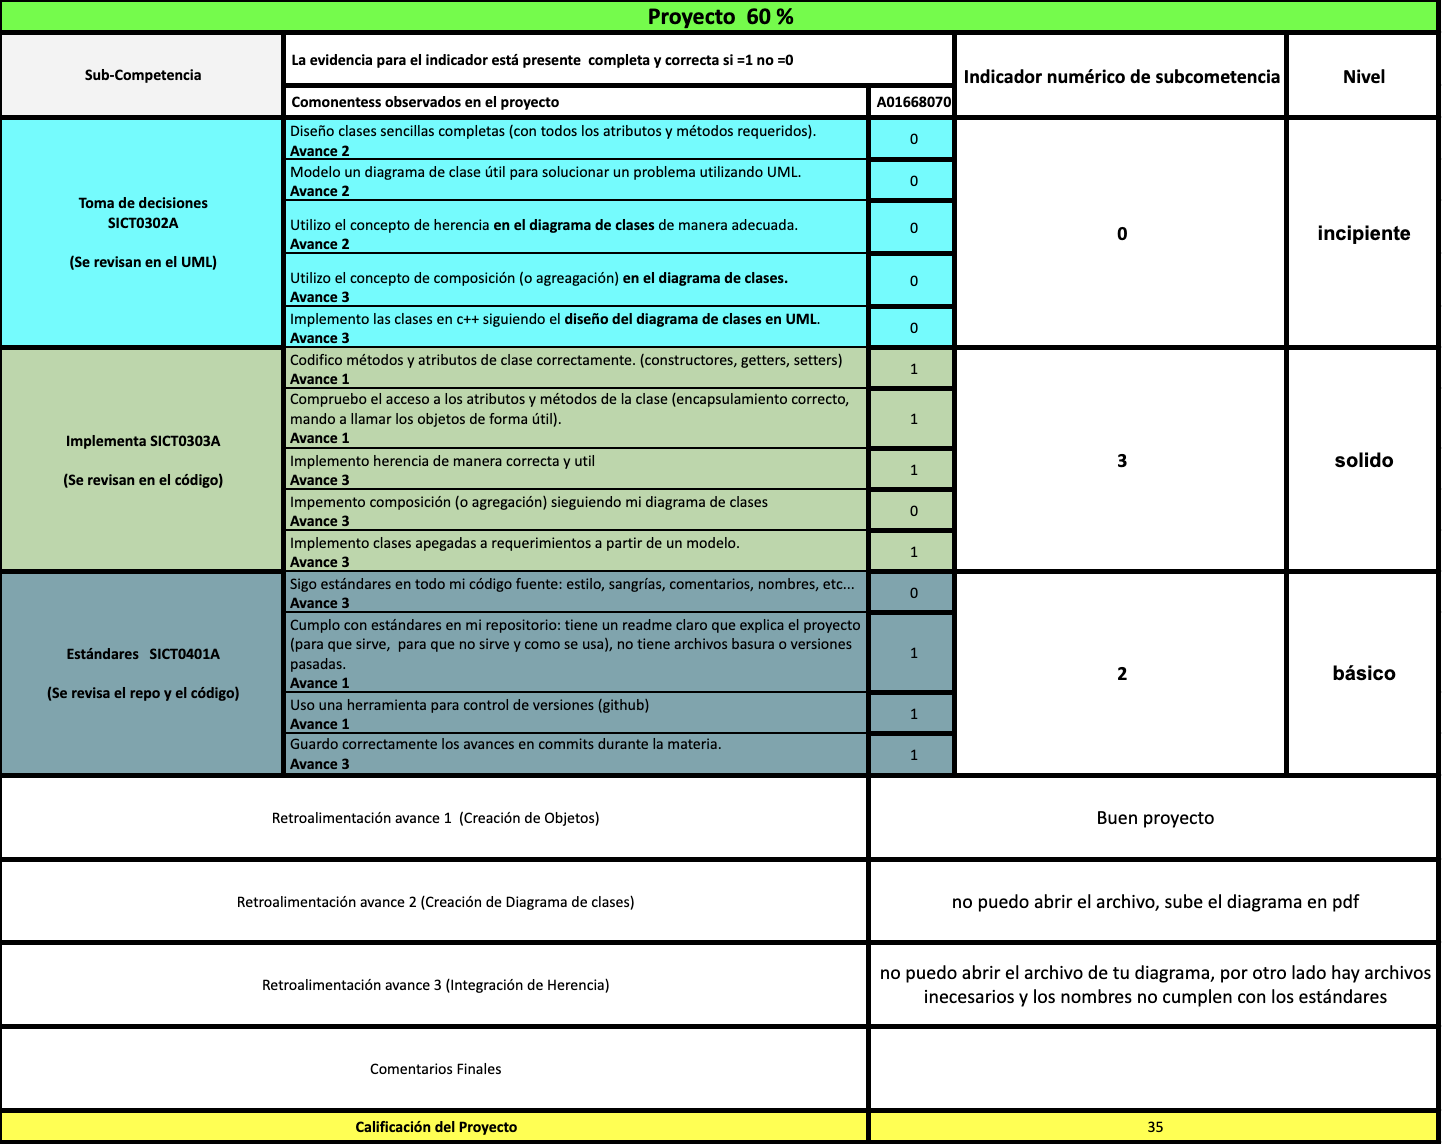 Proyecto  60 %
Sub-Competencia
La evidencia para el indicador está presente  completa y correcta si =1 no =0
Indicador numérico de subcometencia
Nivel
Comonentess observados en el proyecto
A01668070
Toma de decisiones
SICT0302A
(Se revisan en el UML)
Diseño clases sencillas completas (con todos los atributos y métodos requeridos).
Avance 2
0
Modelo un diagrama de clase útil para solucionar un problema utilizando UML.
Avance 2
0
Utilizo el concepto de herencia en el diagrama de clases de manera adecuada.
Avance 2
0
Utilizo el concepto de composición (o agreagación) en el diagrama de clases.
Avance 3
0
Implemento las clases en c++ siguiendo el diseño del diagrama de clases en UML.
Avance 3
0
0
incipiente
Implementa SICT0303A
(Se revisan en el código)
Codifico métodos y atributos de clase correctamente. (constructores, getters, setters)
Avance 1
1
Compruebo el acceso a los atributos y métodos de la clase (encapsulamiento correcto,
mando a llamar los objetos de forma útil).
Avance 1
1
Implemento herencia de manera correcta y util
Avance 3
1
Impemento composición (o agregación) sieguiendo mi diagrama de clases
Avance 3
0
Implemento clases apegadas a requerimientos a partir de un modelo.
Avance 3
1
3
solido
Estándares   SICT0401A
(Se revisa el repo y el código)
Sigo estándares en todo mi código fuente: estilo, sangrías, comentarios, nombres, etc...
Avance 3
0
Cumplo con estándares en mi repositorio: tiene un readme claro que explica el proyecto
(para que sirve,  para que no sirve y como se usa), no tiene archivos basura o versiones
pasadas.
Avance 1
1
Uso una herramienta para control de versiones (github)
Avance 1
1
Guardo correctamente los avances en commits durante la materia.
Avance 3
1
2
básico
Retroalimentación avance 1  (Creación de Objetos)
Buen proyecto
Retroalimentación avance 2 (Creación de Diagrama de clases)
no puedo abrir el archivo, sube el diagrama en pdf
Retroalimentación avance 3 (Integración de Herencia)
no puedo abrir el archivo de tu diagrama, por otro lado hay archivos
inecesarios y los nombres no cumplen con los estándares
Comentarios Finales
Calificación del Proyecto
35